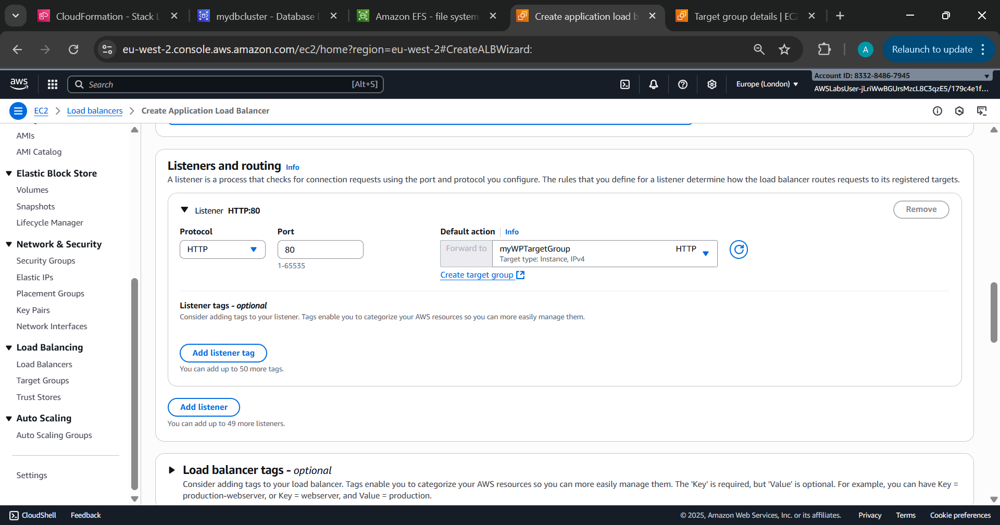 CloudFormation - Stack
mydbcluster - Database
Amazon EFS - file system
Create application load b
Target group details | EC2
eu-west-2.console.aws.amazon.com/ec2/home?region=eu-west-2#CreateALBWizard:
A
Relaunch to update
aws
Search
[Alt+S]
Europe (London)
Account ID: 8332-8486-7945
AWSLabsUser-jLriWwBGUrsMzcL8C3qzE5/179c4e1f...
EC2
Load balancers
Create Application Load Balancer
AMIs
AMI Catalog
Elastic Block Store
Volumes
Snapshots
Lifecycle Manager
Network & Security
Security Groups
Elastic IPs
Placement Groups
Key Pairs
Network Interfaces
Load Balancing
Load Balancers
Target Groups
Trust Stores
Auto Scaling
Auto Scaling Groups
Settings
Listeners and routing Info
A listener is a process that checks for connection requests using the port and protocol you configure. The rules that you define for a listener determine how the load balancer routes requests to its registered targets.
Listener HTTP:80
Remove
Protocol
Port
Default action
Info
HTTP
80
1-65535
Forward to
myWPTargetGroup
HTTP
Target type: Instance, IPv4
Create target group
Listener tags - optional
Consider adding tags to your listener. Tags enable you to categorize your AWS resources so you can more easily manage them.
Add listener tag
You can add up to 50 more tags.
Add listener
You can add up to 49 more listeners.
Load balancer tags - optional
Consider adding tags to your load balancer. Tags enable you to categorize your AWS resources so you can more easily manage them. The 'Key' is required, but 'Value' is optional. For example, you can have Key =
production-webserver, or Key = webserver, and Value = production.
CloudShell
Feedback
© 2025, Amazon Web Services, Inc. or its affiliates.
Privacy
Terms
Cookie preferences